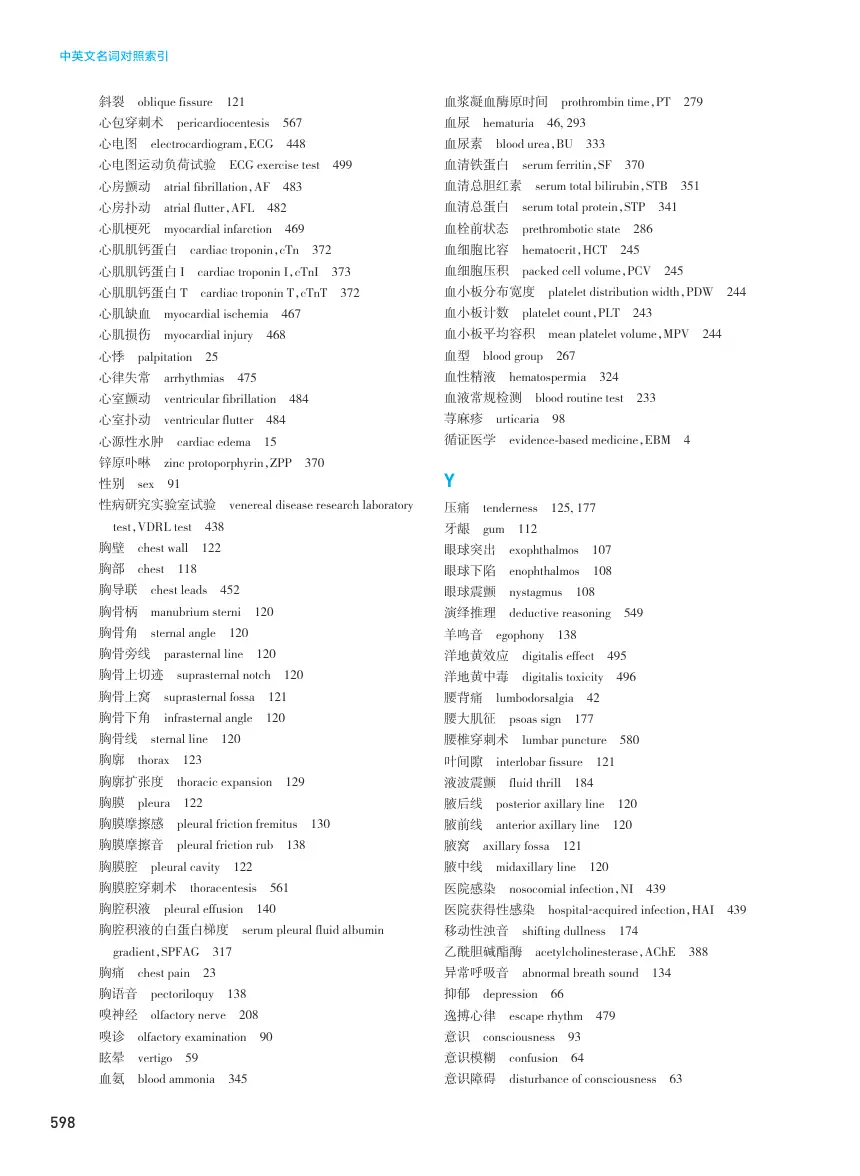 中英文名词对照索引
斜裂 oblique fissure 121
心包穿刺术 pericardiocentesis 567
心电图 electrocardiogram,ECG 448
心电图运动负荷试验 ECG exercise test 499
心房颤动 atrial fibrillation,AF 483
心房扑动 atrial flutter,AFL 482
心肌梗死 myocardial infarction 469
心肌肌钙蛋白 cardiac troponin,cTn 372
心肌肌钙蛋白 I cardiac troponin I,cTnI 373
心肌肌钙蛋白 T cardiac troponin T,cTnT 372
心肌缺血 myocardial ischemia 467
心肌损伤 myocardial injury 468
心悸 palpitation 25
心律失常 arrhythmias 475
心室颤动 ventricular fibrillation 484
心室扑动 ventricular flutter 484
心源性水肿 cardiac edema 15
锌原卟啉 zinc protoporphyrin,ZPP 370
性别 sex 91
性病研究实验室试验 venereal disease research laboratory
test,VDRL test 438
胸壁 chest wall 122
胸部 chest 118
胸导联 chest leads 452
胸骨柄 manubrium sterni 120
胸骨角 sternal angle 120
胸骨旁线 parasternal line 120
胸骨上切迹 suprasternal notch 120
胸骨上窝 suprasternal fossa 121
胸骨下角 infrasternal angle 120
胸骨线 sternal line 120
胸廓 thorax 123
胸廓扩张度 thoracic expansion 129
胸膜 pleura 122
胸膜摩擦感 pleural friction fremitus 130
胸膜摩擦音 pleural friction rub 138
胸膜腔 pleural cavity 122
胸膜腔穿刺术 thoracentesis 561
胸腔积液 pleural effusion 140
胸腔积液的白蛋白梯度 serum pleural fluid albumin
gradient,SPFAG 317
胸痛 chest pain 23
胸语音 pectoriloquy 138
嗅神经 olfactory nerve 208
嗅诊 olfactory examination 90
眩晕 vertigo 59
血氨 blood ammonia 345
血浆凝血酶原时间 prothrombin time,PT 279
血尿 hematuria 46, 293
血尿素 blood urea,BU 333
血清铁蛋白 serum ferritin,SF 370
血清总胆红素 serum total bilirubin,STB 351
血清总蛋白 serum total protein,STP 341
血栓前状态 prethrombotic state 286
血细胞比容 hematocrit,HCT 245
血细胞压积 packed cell volume,PCV 245
血小板分布宽度 platelet distribution width,PDW 244
血小板计数 platelet count,PLT 243
血小板平均容积 mean platelet volume,MPV 244
血型 blood group 267
血性精液 hematospermia 324
血液常规检测 blood routine test 233
荨麻疹 urticaria 98
循证医学 evidence-based medicine,EBM 4
Y
压痛 tenderness 125, 177
牙龈 gum 112
眼球突出 exophthalmos 107
眼球下陷 enophthalmos 108
眼球震颤 nystagmus 108
演绎推理 deductive reasoning 549
羊鸣音 egophony 138
洋地黄效应 digitalis effect 495
洋地黄中毒 digitalis toxicity 496
腰背痛 lumbodorsalgia 42
腰大肌征 psoas sign 177
腰椎穿刺术 lumbar puncture 580
叶间隙 interlobar fissure 121
液波震颤 fluid thrill 184
腋后线 posterior axillary line 120
腋前线 anterior axillary line 120
腋窝 axillary fossa 121
腋中线 midaxillary line 120
医院感染 nosocomial infection,NI 439
医院获得性感染 hospital-acquired infection,HAI 439
移动性浊音 shifting dullness 174
乙酰胆碱酯酶 acetylcholinesterase,AChE 388
异常呼吸音 abnormal breath sound 134
抑郁 depression 66
逸搏心律 escape rhythm 479
意识 consciousness 93
意识模糊 confusion 64
意识障碍 disturbance of consciousness 63
598